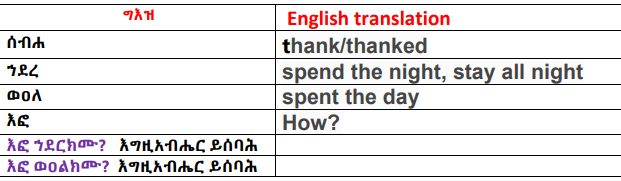 ግእዝ English translation
ሰብሐ thank/thanked
ኀደረ spend the night, stay all night
ወዐለ spent the day
እፎ How?
እፎ ኀደርክሙ? እግዚአብሔር ይሰባሕ
እፎ ወዐልክሙ? እግዚአብሔር ይሰባሕ